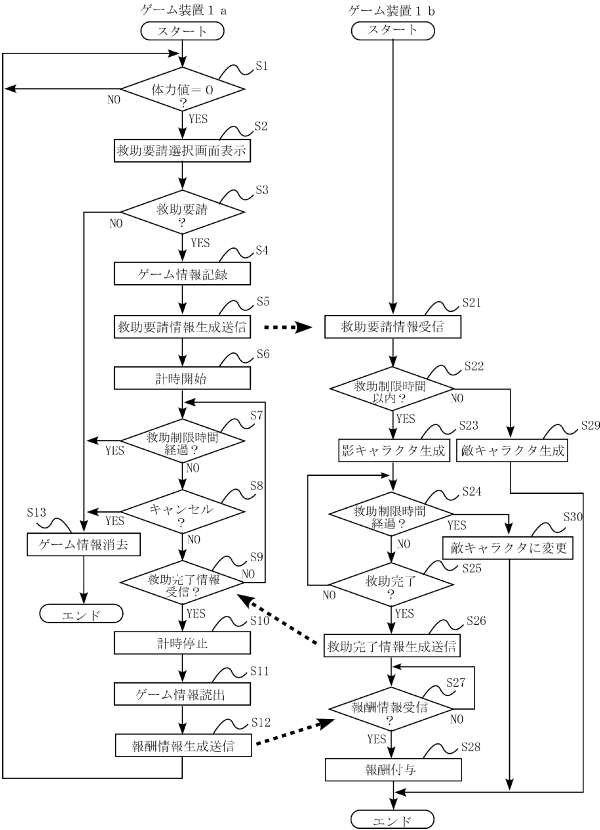 ゲーム装置1a
スタート
S1
体力値=0
?
NO
YES
S2
救助要請選択画面表示
S3
救助要請
?
NO
YES
S4
ゲーム情報記録
S5
救助要請情報生成送信
S6
計時開始
S7
救助制限時間
経過?
YES
NO
S8
キャンセル
?
YES
NO
S13
ゲーム情報消去
エンド
S9
救助完了情報
受信?
NO
YES
S10
計時停止
S11
ゲーム情報読出
S12
報酬情報生成送信
ゲーム装置1b
スタート
S21
救助要請情報受信
S22
救助制限時間
以内?
NO
YES
S23
影キャラクタ生成
S29
敵キャラクタ生成
S24
救助制限時間
経過?
YES
NO
S30
敵キャラクタに変更
S25
救助完了
?
NO
YES
S26
救助完了情報生成送信
S27
報酬情報受信
?
NO
YES
S28
報酬付与
エンド